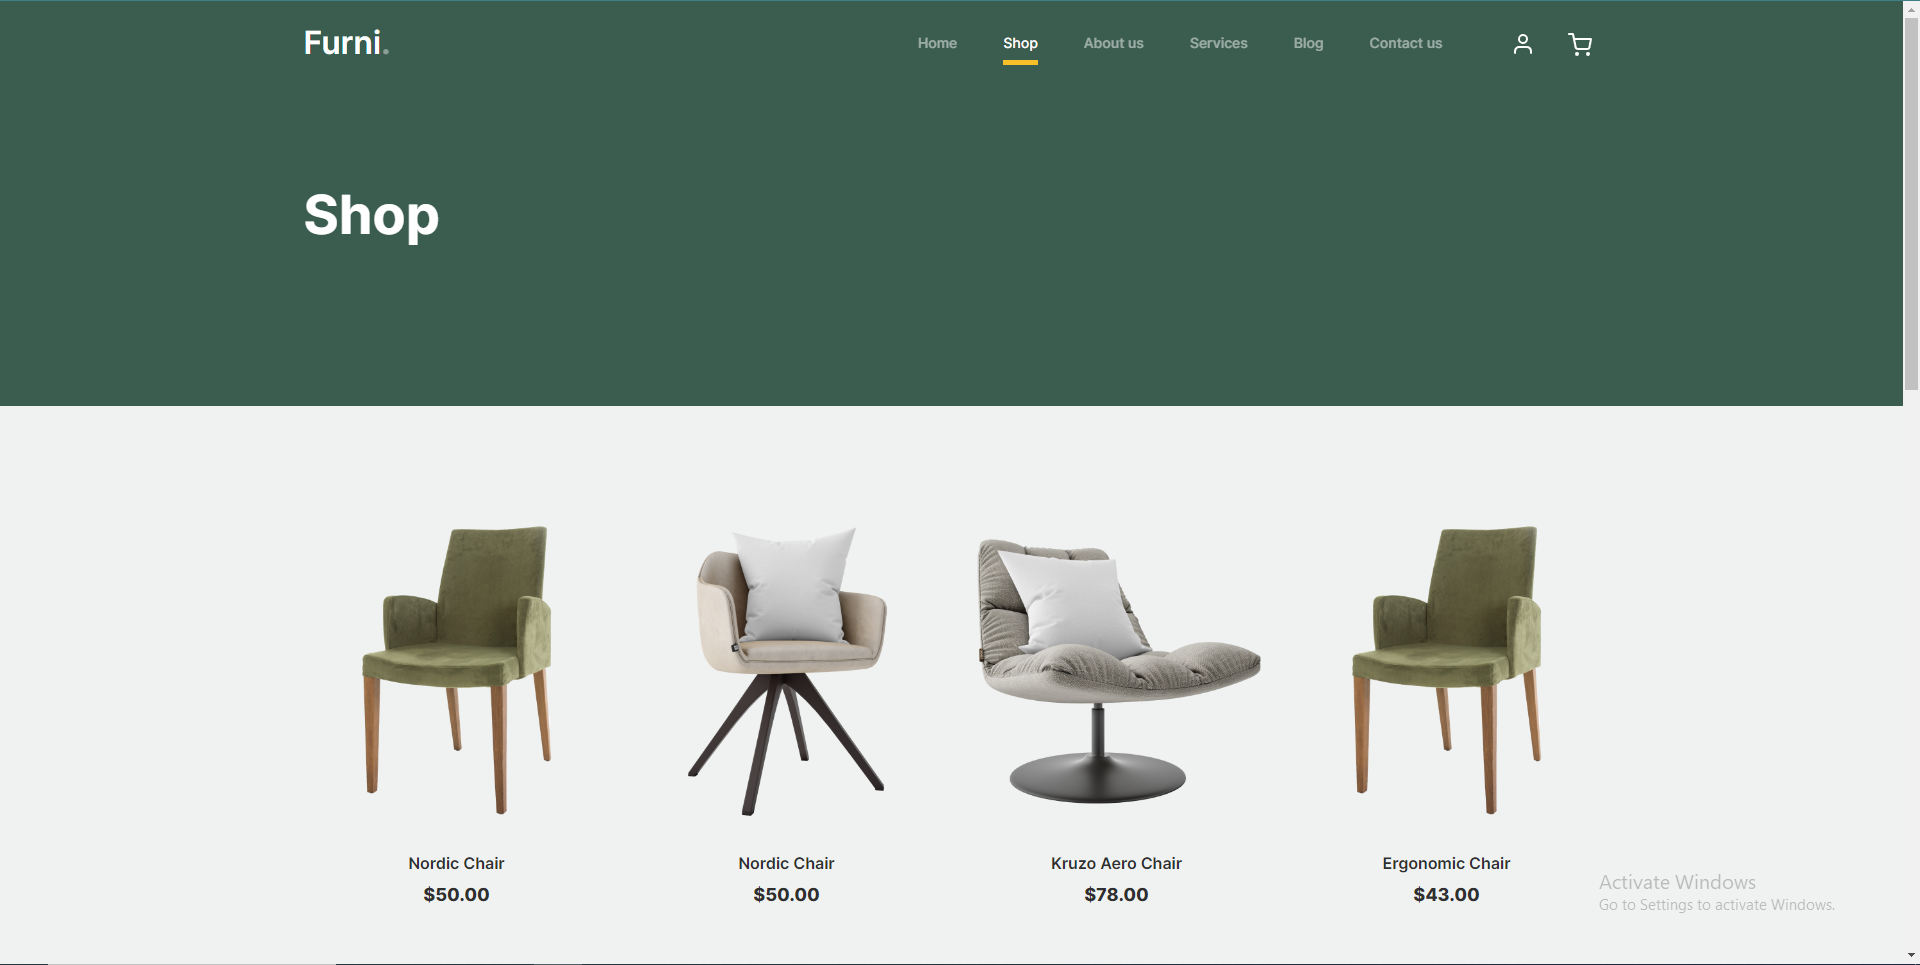 Furni.
Home Shop About us Services Blog Contact us
Shop
Nordic Chair
$50.00
Nordic Chair
$50.00
Kruzo Aero Chair
$78.00
Ergonomic Chair
$43.00
Activate Windows
Go to Settings to activate Windows.